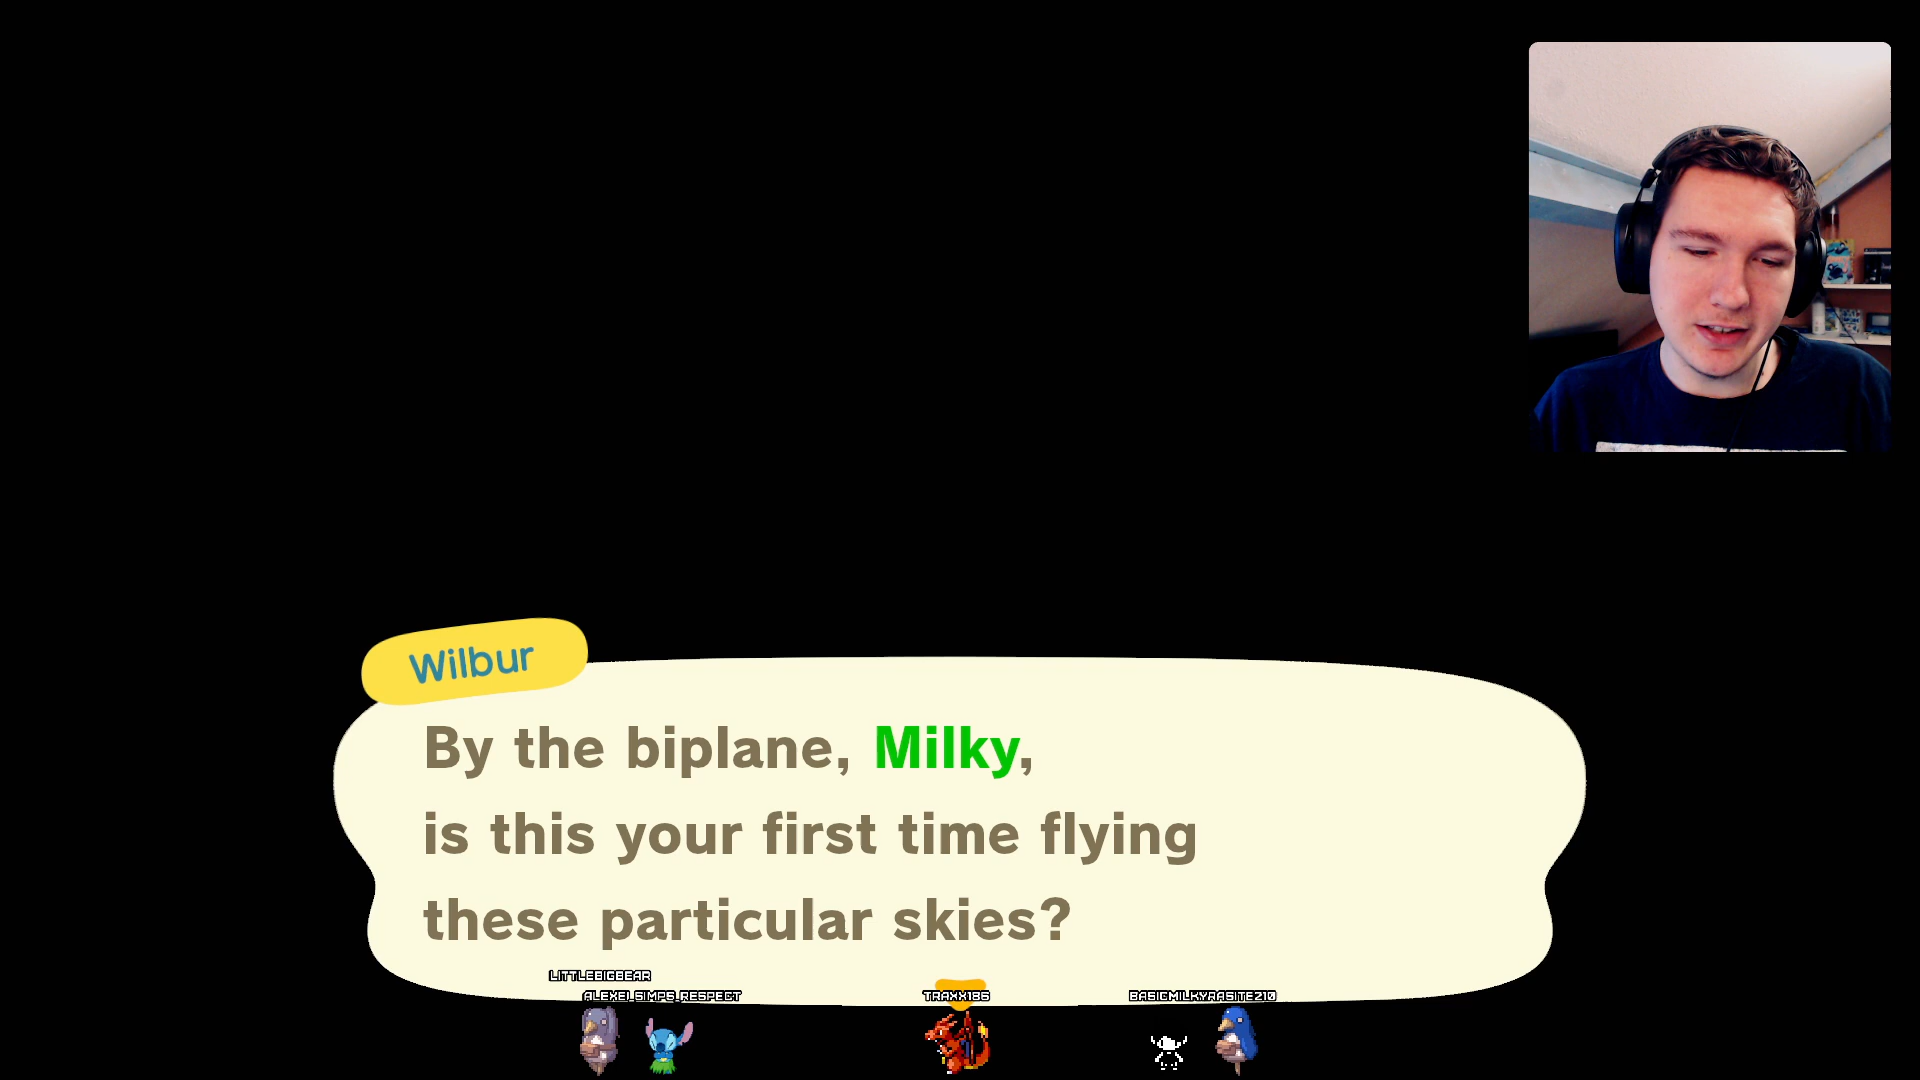 Wilbur
By the biplane, Milky,
is this your first time flying
these particular skies?
LITTLEBIGBEAR
ALEXEI_SIMPS_RESPECT
TRAXX186
BASICMILKYRASITE210